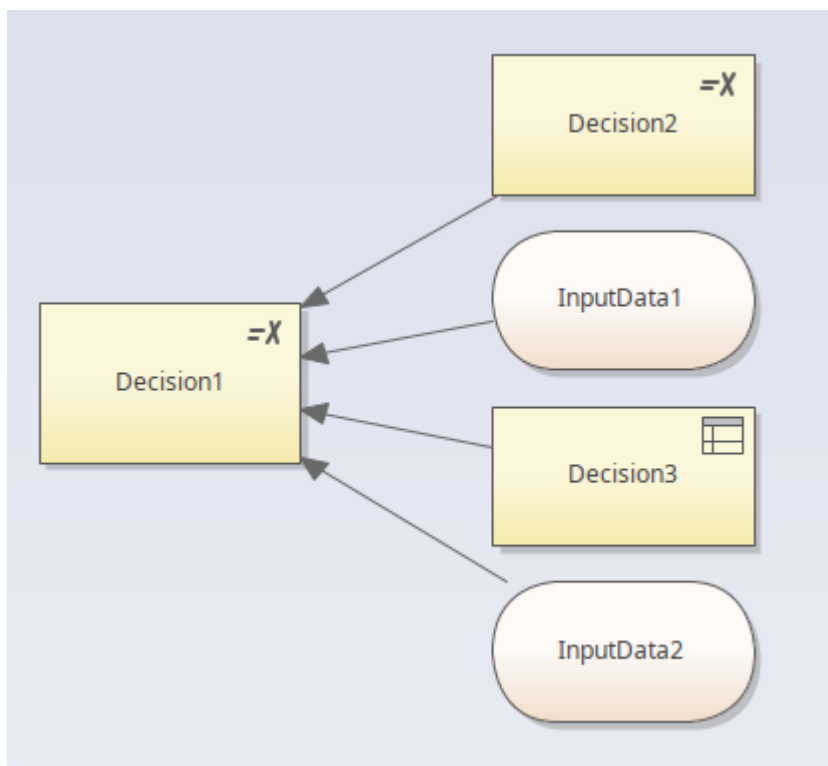 =X
Decision2
InputData1
=X
Decision1
Decision3
InputData2